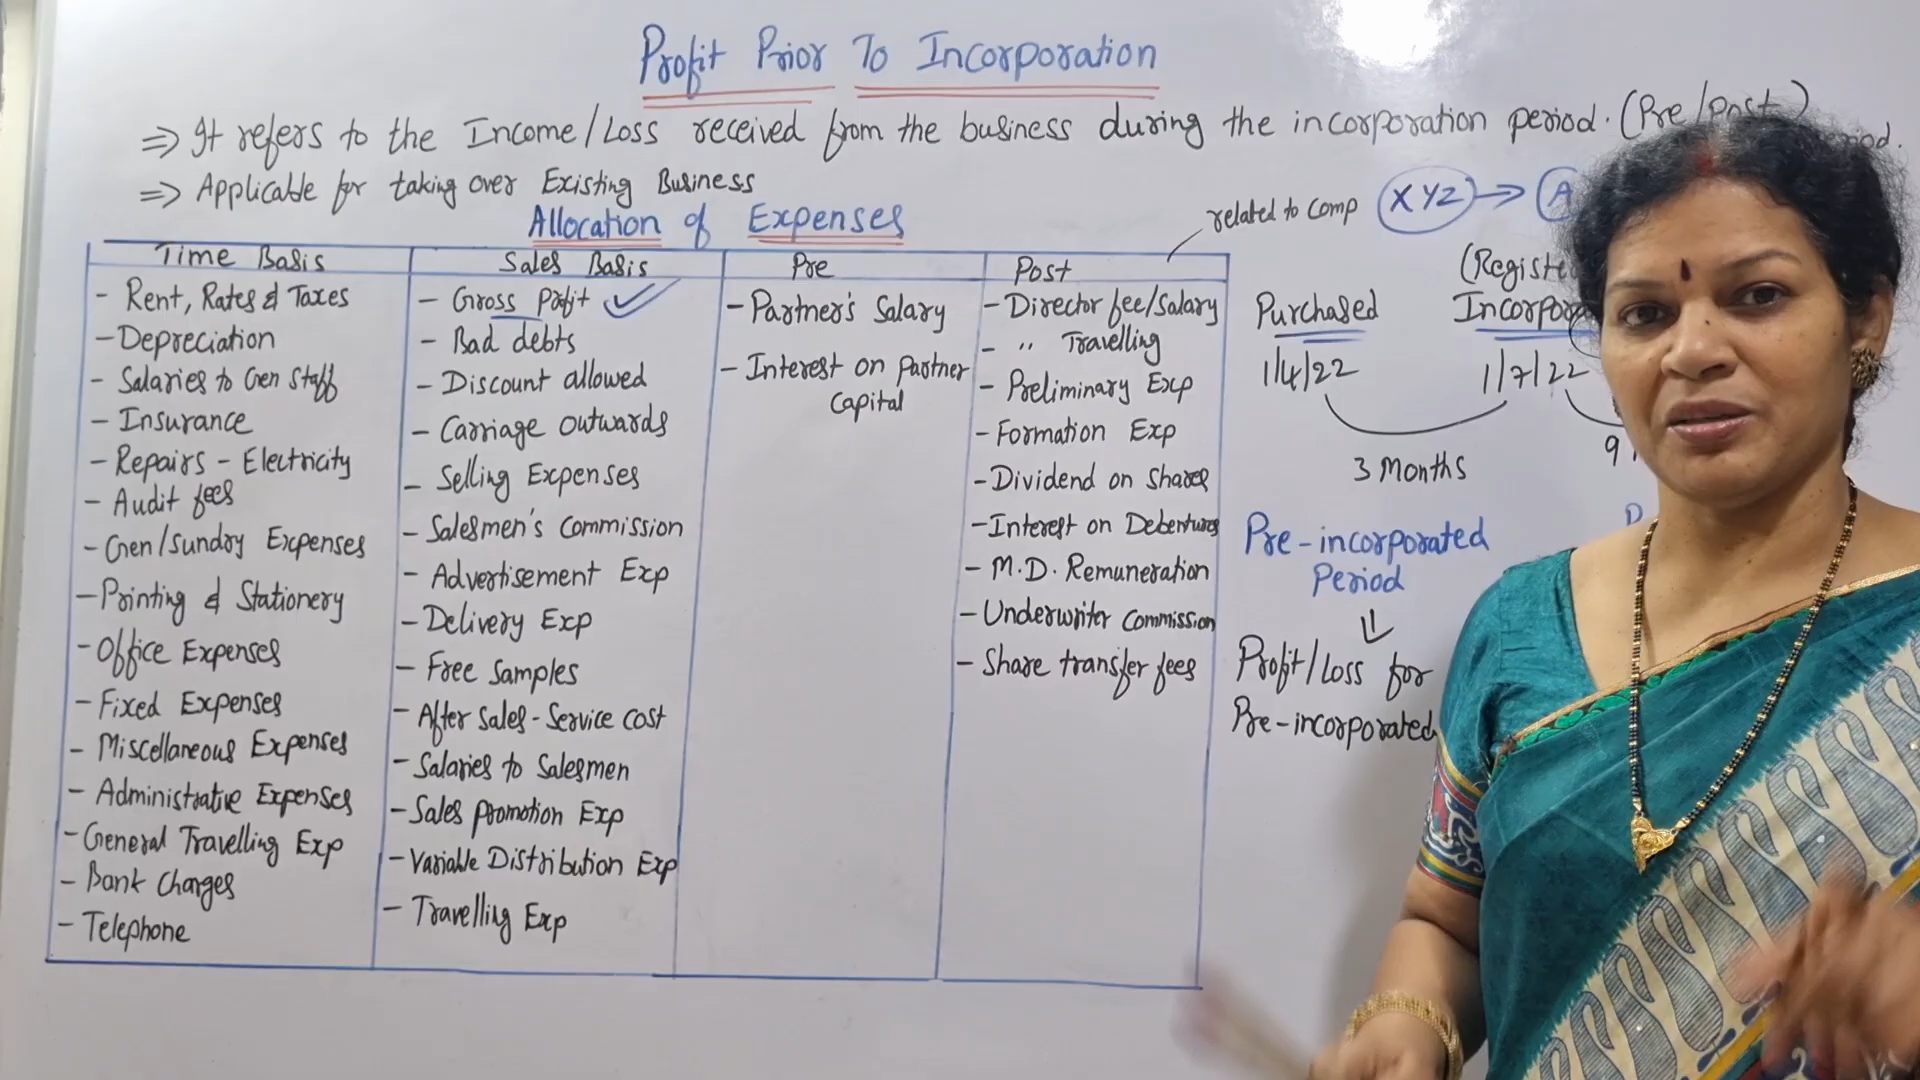 Profit Prior To Incorporation
⇒ It refers to the Income/Loss received from the business during the incorporation period. (Pre/Post)
⇒ Applicable for taking over Existing Business
Allocation of Expenses
Time Basis
- Rent, Rates & Taxes
- Depreciation
- Salaries to Gen Staff
- Insurance
- Repairs - Electricity
- Audit fees
- Gen/Sundry Expenses
- Printing & Stationery
- Office Expenses
- Fixed Expenses
- Miscellaneous Expenses
- Administrative Expenses
- General Travelling Exp
- Bank Charges
- Telephone
Sales Basis
- Gross Profit
- Bad debts
- Discount allowed
- Carriage Outwards
- Selling Expenses
- Salesmen's Commission
- Advertisement Exp
- Delivery Exp
- Free Samples
- After Sales - Service cost
- Salaries to Salesmen
- Sales Promotion Exp
- Variable Distribution Exp
- Travelling Exp
Pre
- Partner's Salary
- Interest on Partner
Capital
Post
- Director fee/Salary
- " Travelling
- Preliminary Exp
- Formation Exp
- Dividend on Shares
- Interest on Debentures
- M.D. Remuneration
- Underwriter Commission
- Share transfer fees
related to comp
XYZ → A
Purchased
1/4/22
1/7/22
3 Months
9
Pre-incorporated
Period
Profit/Loss for
Pre-incorporated